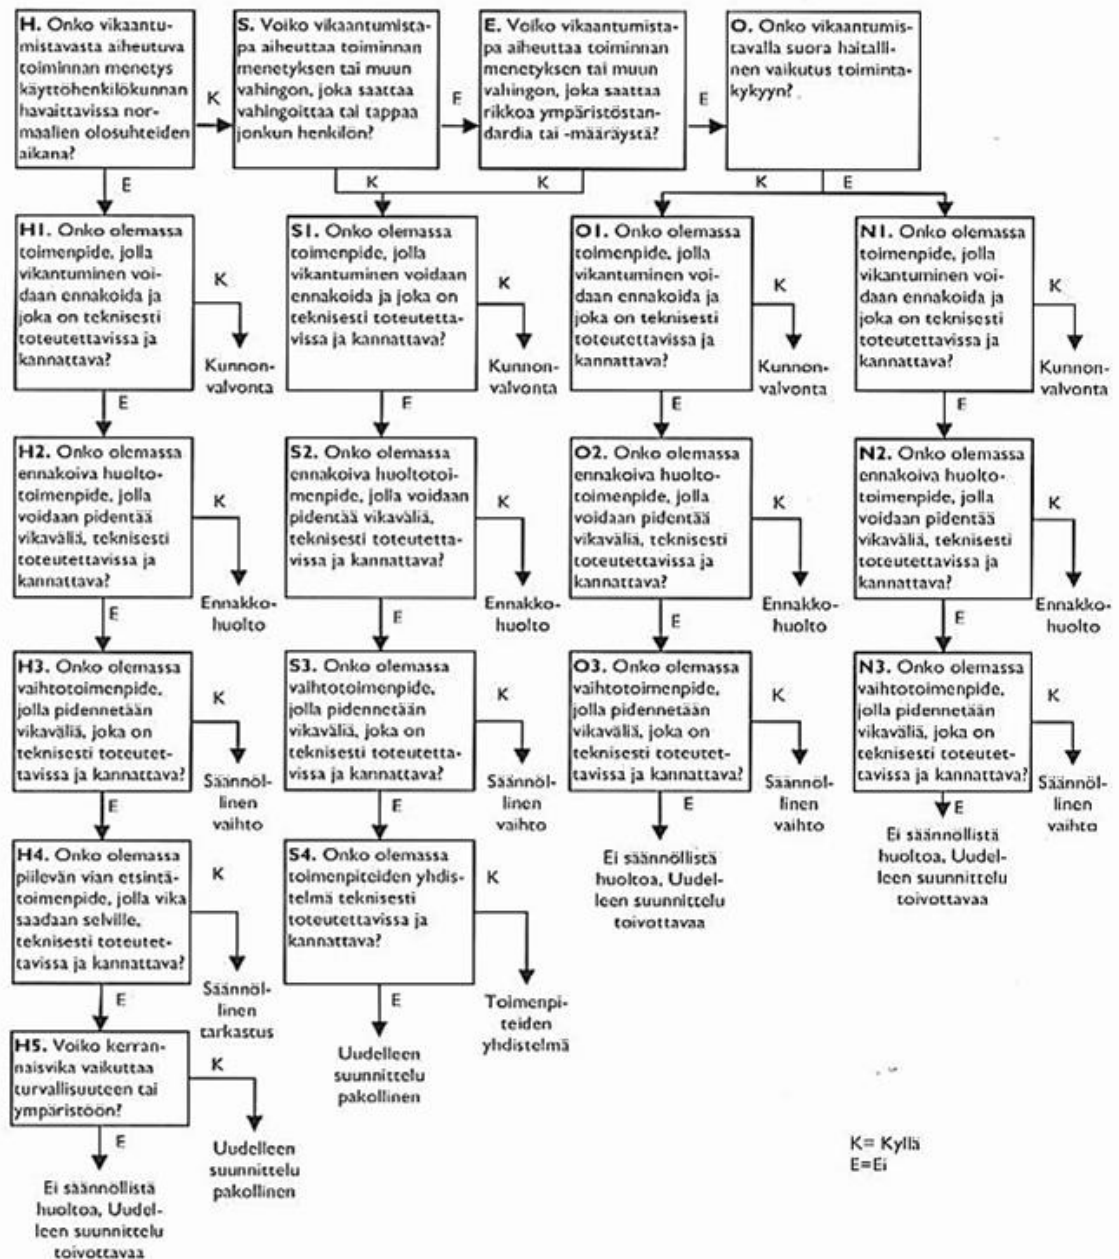 H. Onko vikaantu-
mistavasta aiheutuva
toiminnan menetys
käyttöhenkilökunnan
havaittavissa nor-
maalien olosuhteiden
aikana?
K
S. Voiko vikaantumista-
pa aiheuttaa toiminnan
menetyksen tai muun
vahingon, joka saattaa
vahingoittaa tai tappaa
jonkun henkilön?
E
E. Voiko vikaantumista-
pa aiheuttaa toiminnan
menetyksen tai muun
vahingon, joka saattaa
rikkoa ympäristöstan-
dardia tai -määräystä?
E
O. Onko vikaantumis-
tavalla suora haitalli-
nen vaikutus toiminta-
kykyyn?
E
K
K
K
E
H1. Onko olemassa
toimenpide, jolla
vikantuminen voi-
daan ennakoida ja
joka on teknisesti
toteutettavissa ja
kannattava?
K
Kunnon-
valvonta
S1. Onko olemassa
toimenpide, jolla
vikantuminen voidaan
ennakoida ja joka on
teknisesti toteutetta-
vissa ja kannattava?
K
Kunnon-
valvonta
O1. Onko olemassa
toimenpide, jolla
vikantuminen voi-
daan ennakoida ja
joka on teknisesti
toteutettavissa ja
kannattava?
K
Kunnon-
valvonta
N1. Onko olemassa
toimenpide, jolla
vikantuminen voi-
daan ennakoida ja
joka on teknisesti
toteutettavissa ja
kannattava?
K
Kunnon-
valvonta
E
E
E
E
H2. Onko olemassa
ennakoiva huolto-
toimenpide, jolla
voidaan pidentää
vikaväliä, teknisesti
toteutettavissa ja
kannattava?
K
Ennakko-
huolto
S2. Onko olemassa
ennakoiva huoltotoi-
menpide, jolla voidaan
pidentää vikaväliä,
teknisesti toteutetta-
vissa ja kannattava?
K
Ennakko-
huolto
O2. Onko olemassa
ennakoiva huolto-
toimenpide, jolla
voidaan pidentää
vikaväliä, teknisesti
toteutettavissa ja
kannattava?
K
Ennakko-
huolto
N2. Onko olemassa
ennakoiva huolto-
toimenpide, jolla
voidaan pidentää
vikaväliä, teknisesti
toteutettavissa ja
kannattava?
K
Ennakko-
huolto
E
E
E
E
H3. Onko olemassa
vaihtotoimenpide,
jolla pidennetään
vikaväliä, joka on
teknisesti toteutet-
tavissa ja kannattava?
K
Säännöl-
linen
vaihto
S3. Onko olemassa
vaihtotoimenpide,
jolla pidennetään
vikaväliä, joka on
teknisesti toteutetta-
vissa ja kannattava?
K
Säännöl-
linen
vaihto
O3. Onko olemassa
vaihtotoimenpide,
jolla pidennetään
vikaväliä, joka on
teknisesti toteutet-
tavissa ja kannattava?
K
Säännöl-
linen
vaihto
N3. Onko olemassa
vaihtotoimenpide,
jolla pidennetään
vikaväliä, joka on
teknisesti toteutet-
tavissa ja kannattava?
K
Säännöl-
linen
vaihto
E
E
E
E
H4. Onko olemassa
piilevän vian etsintä-
toimenpide, jolla vika
saadaan selville,
teknisesti toteutet-
tavissa ja kannattava?
K
Säännöl-
linen
tarkastus
S4. Onko olemassa
toimenpiteiden yhdis-
telmä teknisesti
toteutettavissa ja
kannattava?
K
Toimenpi-
teiden
yhdistelmä
Ei säännöllistä
huoltoa, Uudel-
leen suunnittelu
toivottavaa
Ei säännöllistä
huoltoa, Uudel-
leen suunnittelu
toivottavaa
E
E
H5. Voiko kerran-
naisvika vaikuttaa
turvallisuuteen tai
ympäristöön?
K
Uudelleen
suunnittelu
pakollinen
Uudelleen
suunnittelu
pakollinen
E
Ei säännöllistä
huoltoa, Uudel-
leen suunnittelu
toivottavaa
K= Kyllä
E=Ei